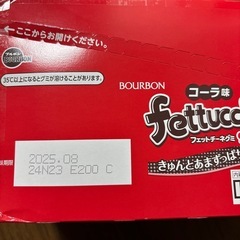 ここからお開けください。
35℃以上になるとグミが溶けることがあります。
BOURBON
コーラ味
fettucc
フェットチーネグミ
きゅんとあまずっぱ
味期限
2025.08
24N23 E200 C